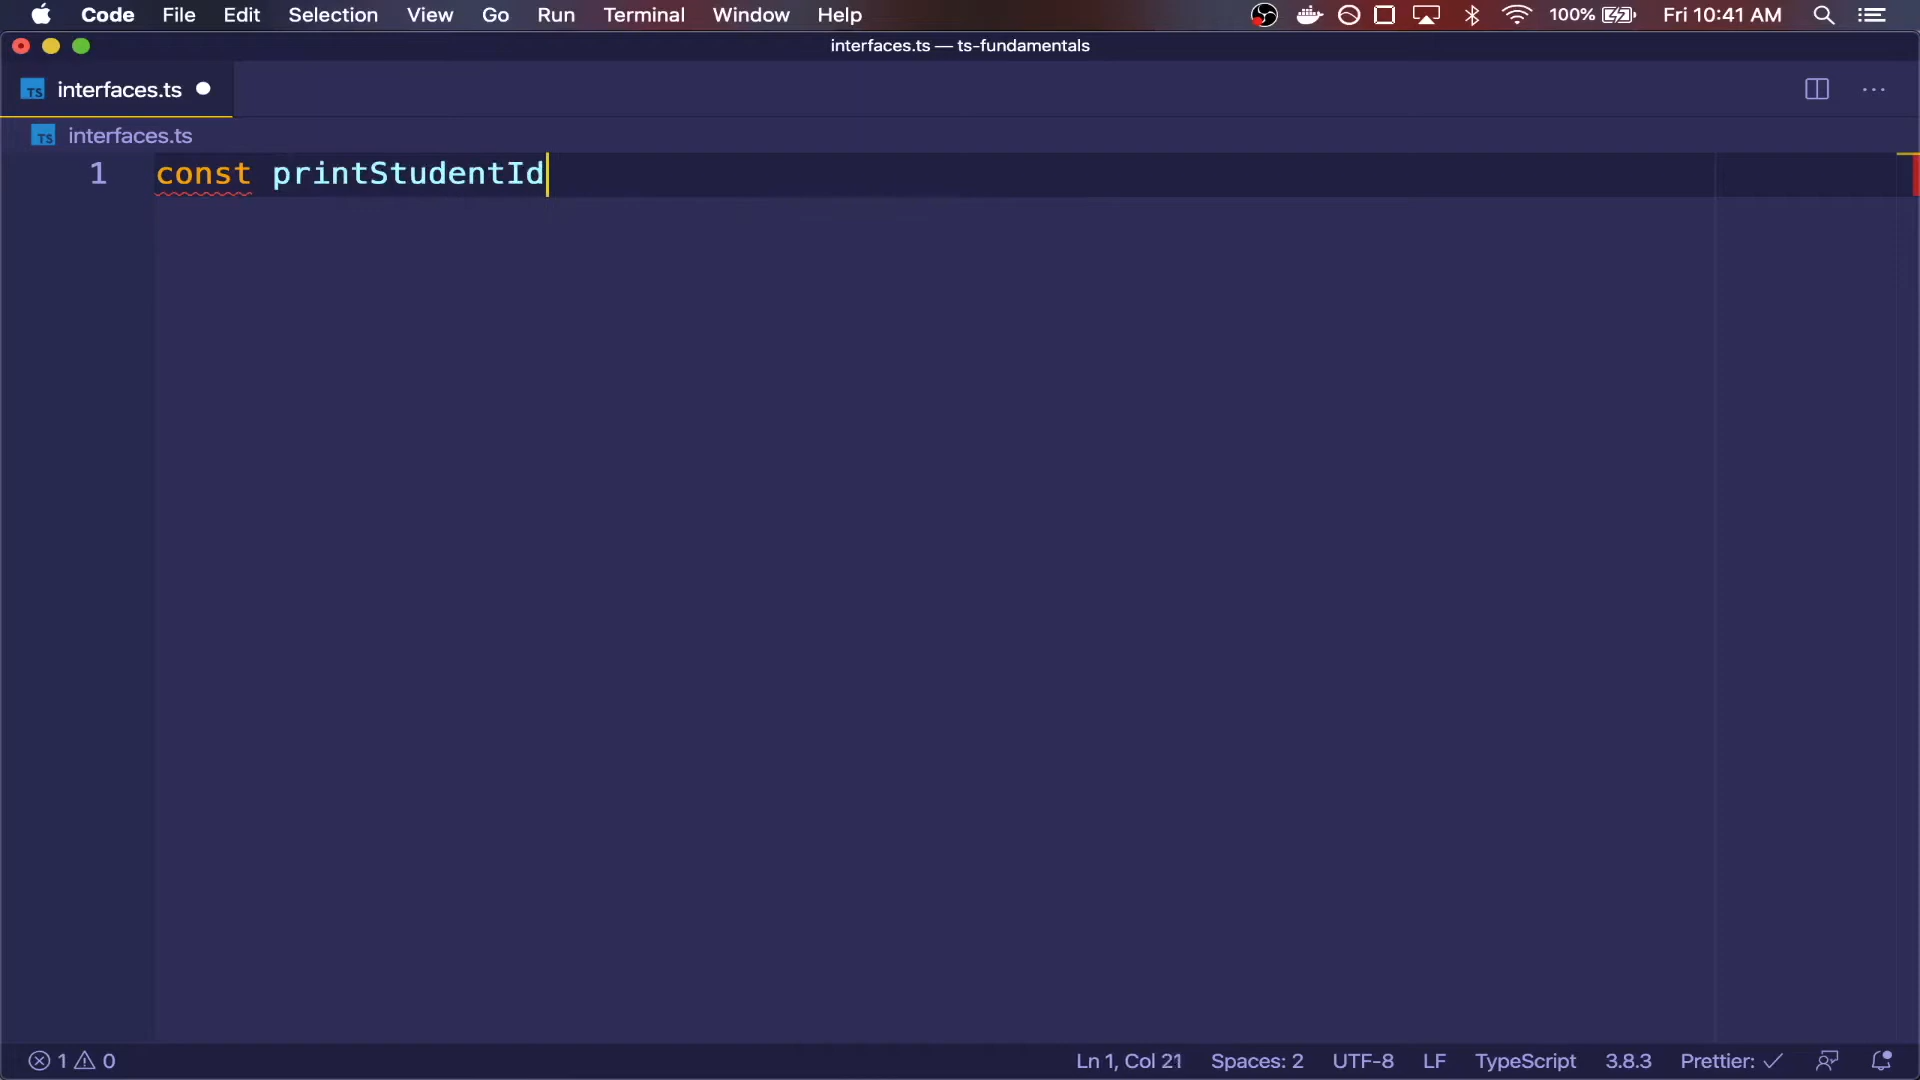 Code File Edit Selection View Go Run Terminal Window Help 100% Fri 10:41 AM
interfaces.ts — ts-fundamentals
TS interfaces.ts
TS interfaces.ts
1 const printStudentId
1 0 Ln 1, Col 21 Spaces: 2 UTF-8 LF TypeScript 3.8.3 Prettier: ✓